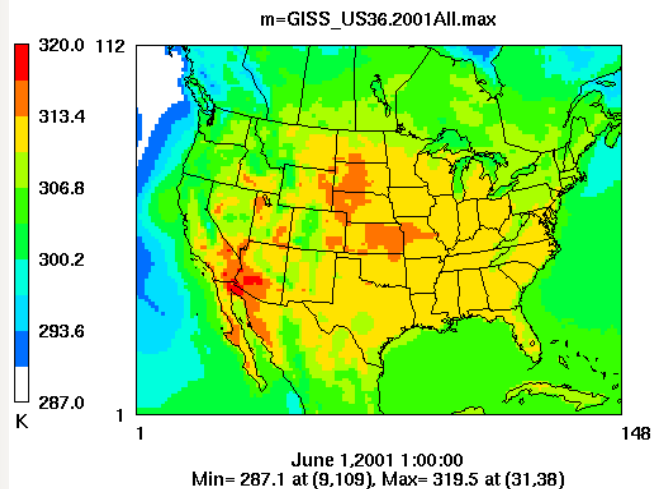 m=GISS_US36.2001All.max
320.0
112
313.4
306.8
300.2
293.6
287.0
K
1
1
148
June 1,2001 1:00:00
Min= 287.1 at (9,109), Max= 319.5 at (31,38)